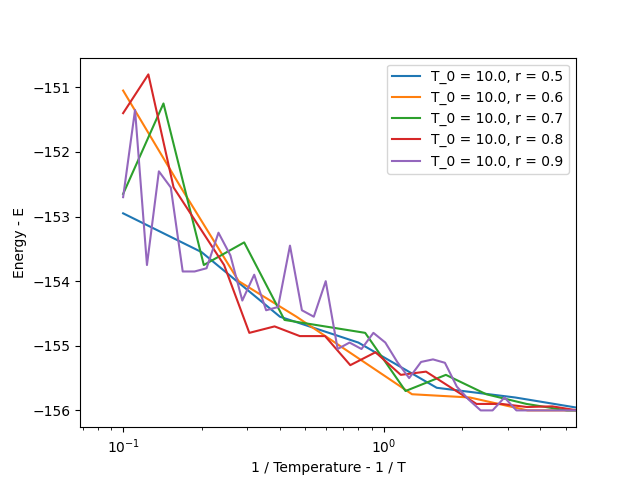 T_0 = 10.0, r = 0.5
T_0 = 10.0, r = 0.6
T_0 = 10.0, r = 0.7
T_0 = 10.0, r = 0.8
T_0 = 10.0, r = 0.9
Energy - E
−151
−152
−153
−154
−155
−156
10⁻¹
10⁰
1 / Temperature - 1 / T